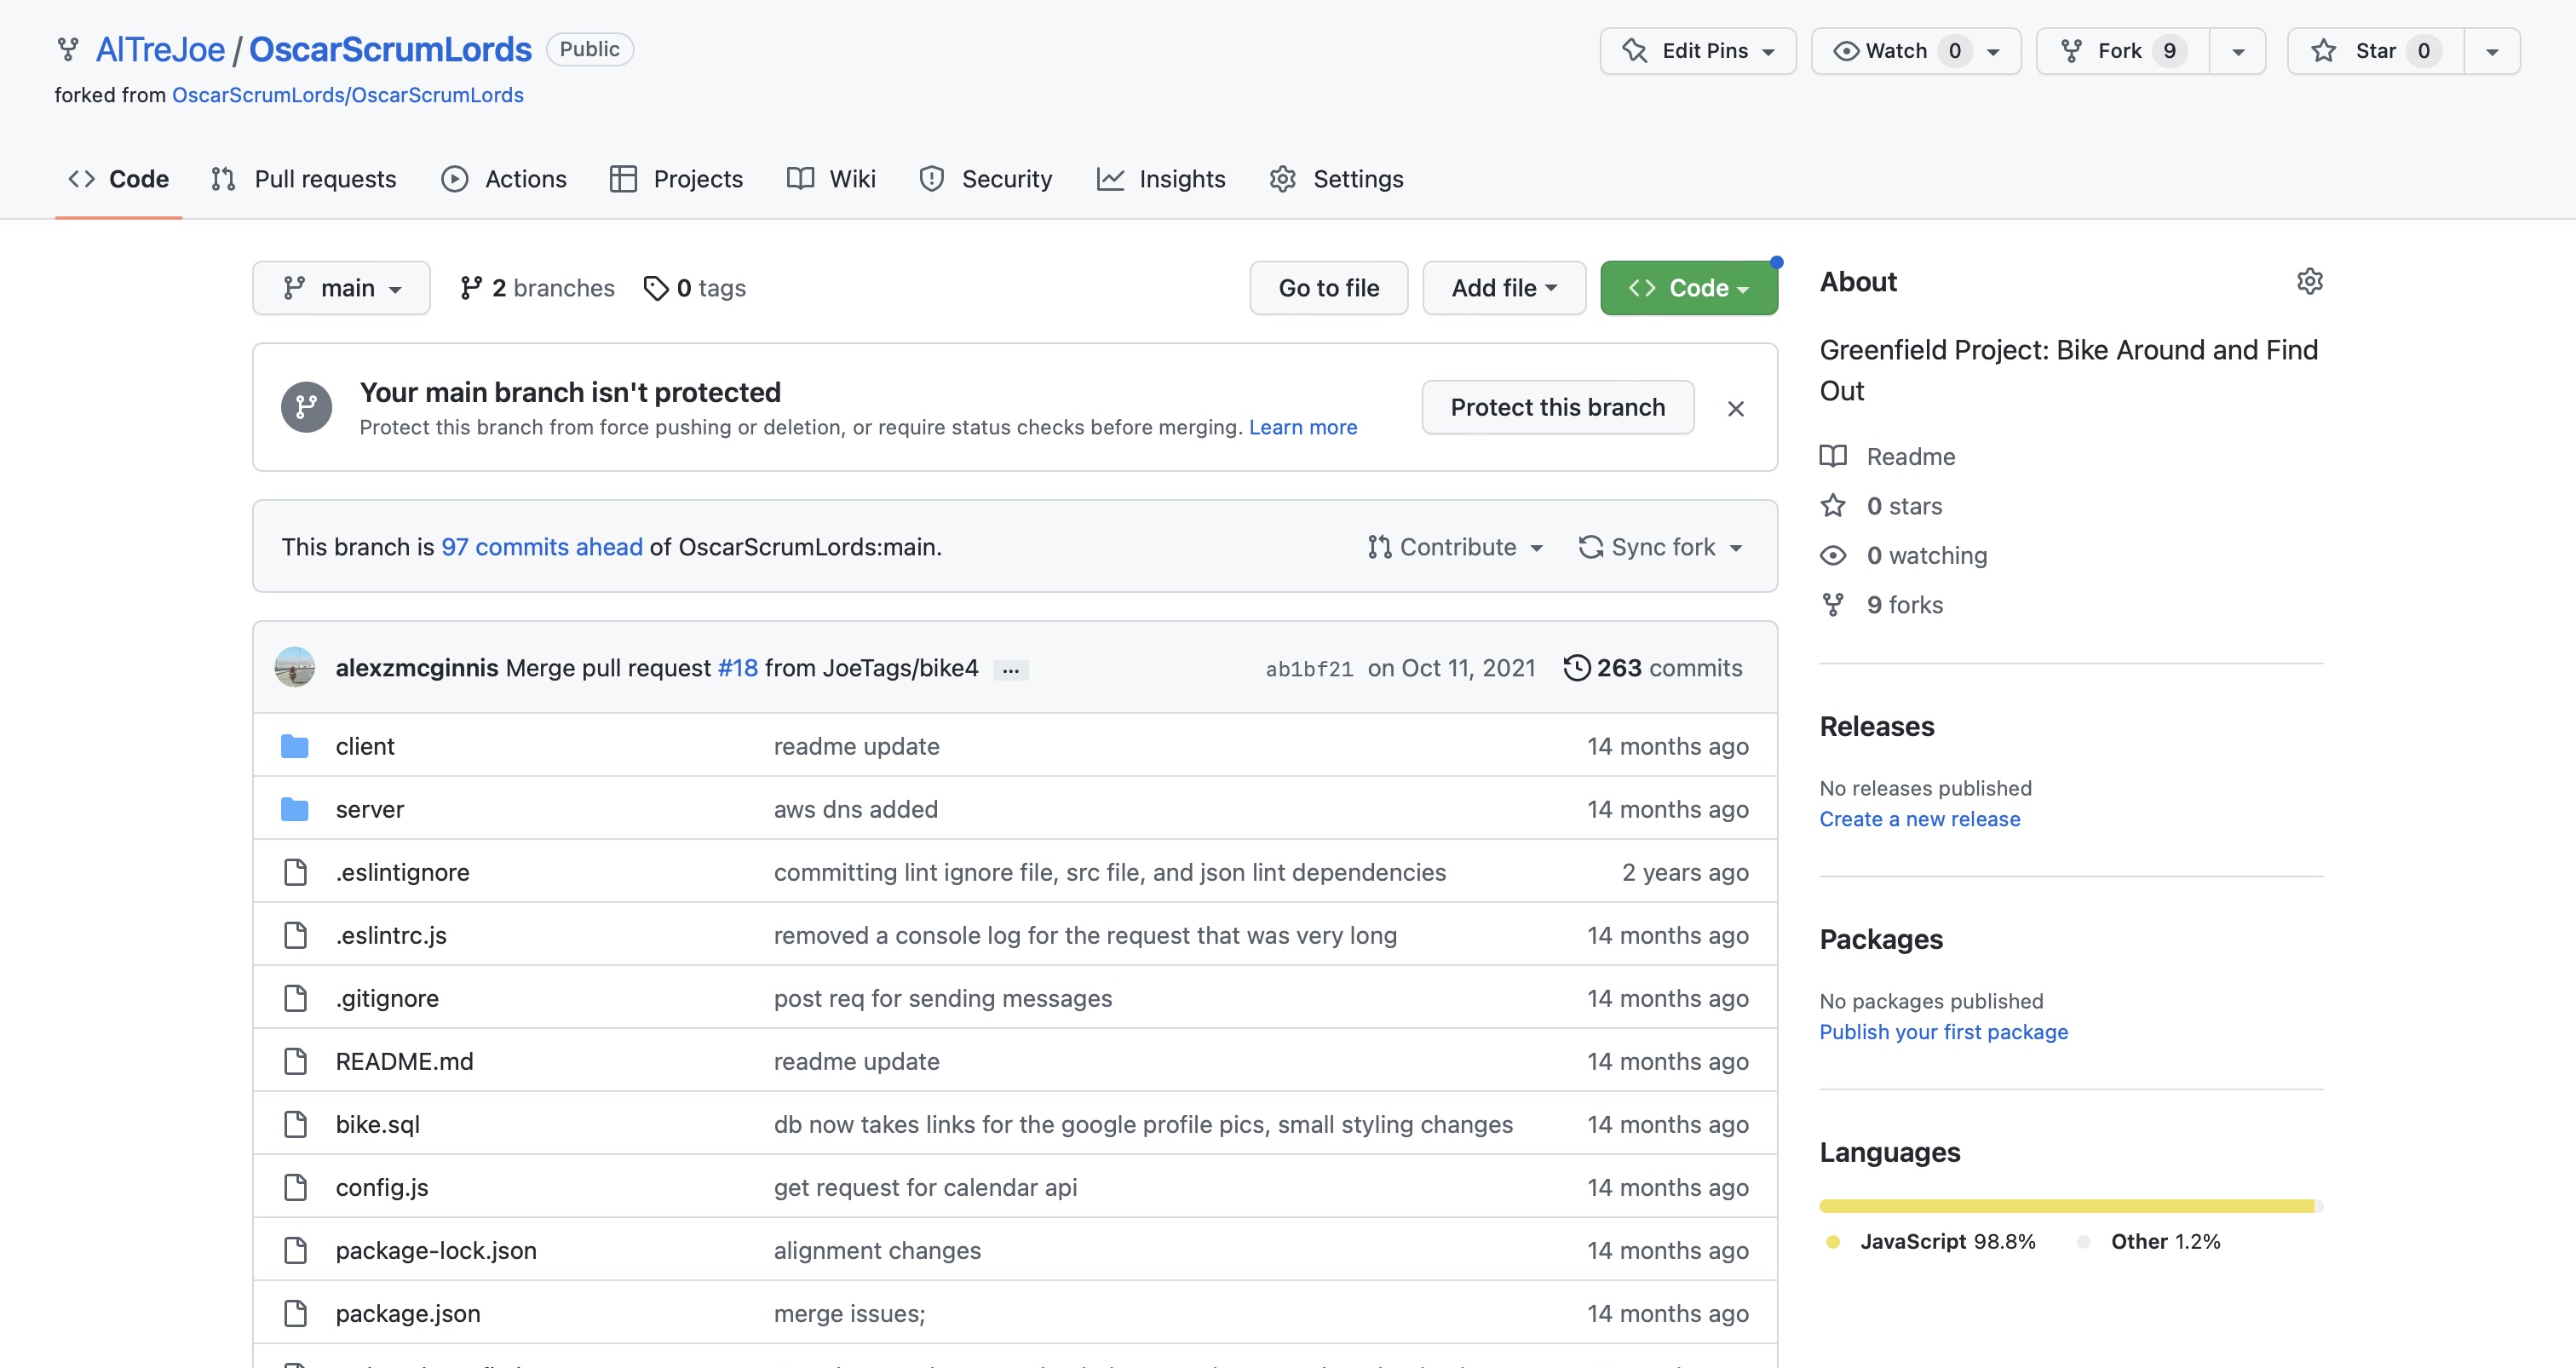 AlTreJoe / OscarScrumLords Public
Edit Pins Watch 0 Fork 9 Star 0
forked from OscarScrumLords/OscarScrumLords
Code Pull requests Actions Projects Wiki Security Insights Settings
main 2 branches 0 tags Go to file Add file Code
Your main branch isn't protected
Protect this branch from force pushing or deletion, or require status checks before merging. Learn more
Protect this branch
This branch is 97 commits ahead of OscarScrumLords:main. Contribute Sync fork
alexzmcginnis Merge pull request #18 from JoeTags/bike4 ... ab1bf21 on Oct 11, 2021 263 commits
client readme update 14 months ago
server aws dns added 14 months ago
.eslintignore committing lint ignore file, src file, and json lint dependencies 2 years ago
.eslintrc.js removed a console log for the request that was very long 14 months ago
.gitignore post req for sending messages 14 months ago
README.md readme update 14 months ago
bike.sql db now takes links for the google profile pics, small styling changes 14 months ago
config.js get request for calendar api 14 months ago
package-lock.json alignment changes 14 months ago
package.json merge issues; 14 months ago
About
Greenfield Project: Bike Around and Find
Out
Readme
0 stars
0 watching
9 forks
Releases
No releases published
Create a new release
Packages
No packages published
Publish your first package
Languages
JavaScript 98.8% Other 1.2%